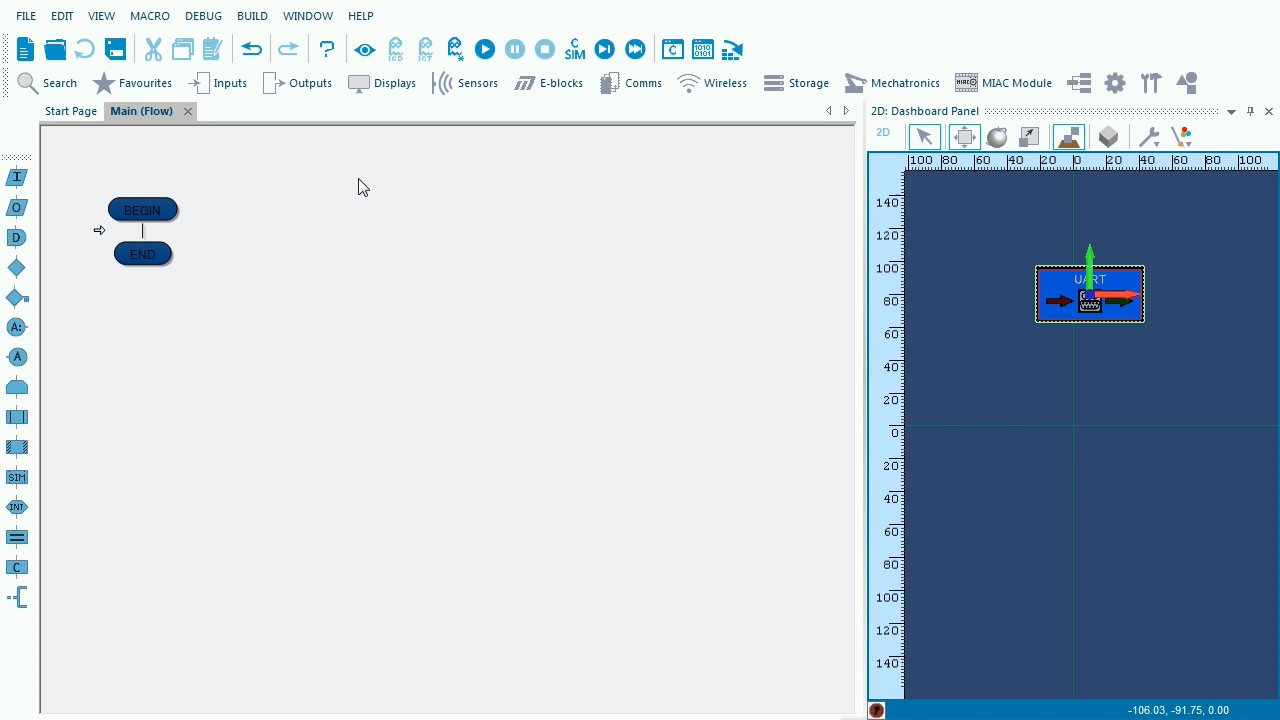 FILE EDIT VIEW MACRO DEBUG BUILD WINDOW HELP
C
SIM
C
1010
0101
Search Favourites Inputs Outputs Displays Sensors E-blocks Comms Wireless Storage Mechatronics MIAC Module
Start Page Main (Flow)
2D: Dashboard Panel
2D
100 80 60 40 20 0 20 40 60 80 100
140
120
100
80
60
40
20
0
20
40
60
80
100
120
140
I
O
D
A:
A
SIM
INT
C
BEGIN
END
UART
-106.03, -91.75, 0.00